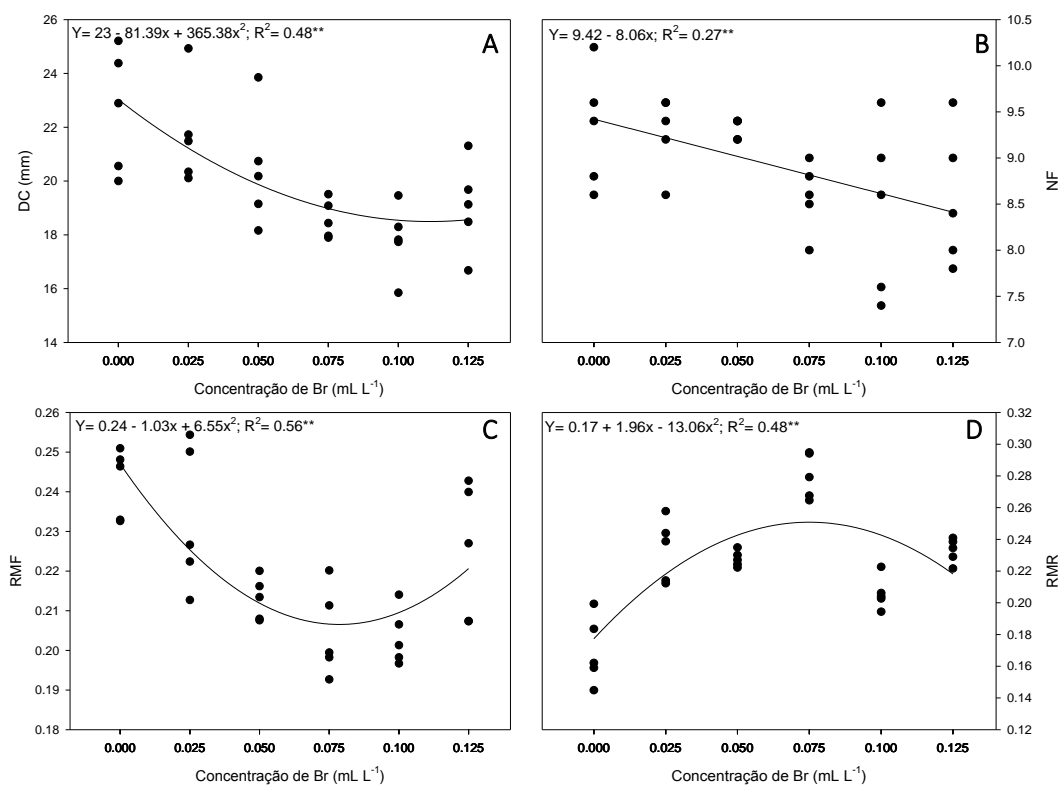 Y= 23 - 81.39x + 365.38x²; R²= 0.48**
A
26
24
22
20
18
16
14
DC (mm)
0.000 0.025 0.050 0.075 0.100 0.125
Concentração de Br (mL L⁻¹)
Y= 9.42 - 8.06x; R²= 0.27**
B
10.5
10.0
9.5
9.0
8.5
8.0
7.5
7.0
NF
0.000 0.025 0.050 0.075 0.100 0.125
Concentração de Br (mL L⁻¹)
Y= 0.24 - 1.03x + 6.55x²; R²= 0.56**
C
0.26
0.25
0.24
0.23
0.22
0.21
0.20
0.19
0.18
RMF
0.000 0.025 0.050 0.075 0.100 0.125
Concentração de Br (mL L⁻¹)
Y= 0.17 + 1.96x - 13.06x²; R²= 0.48**
D
0.32
0.30
0.28
0.26
0.24
0.22
0.20
0.18
0.16
0.14
0.12
RMR
0.000 0.025 0.050 0.075 0.100 0.125
Concentração de Br (mL L⁻¹)